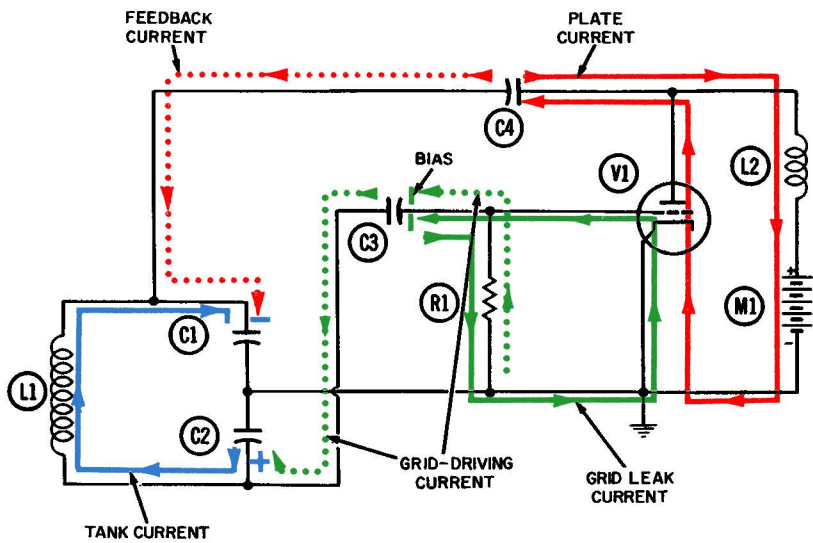 FEEDBACK
CURRENT
PLATE
CURRENT
C4
L2
BIAS
V1
C3
+
R1
M1
-
C1
-
L1
C2
+
GRID-DRIVING
CURRENT
GRID LEAK
CURRENT
TANK CURRENT